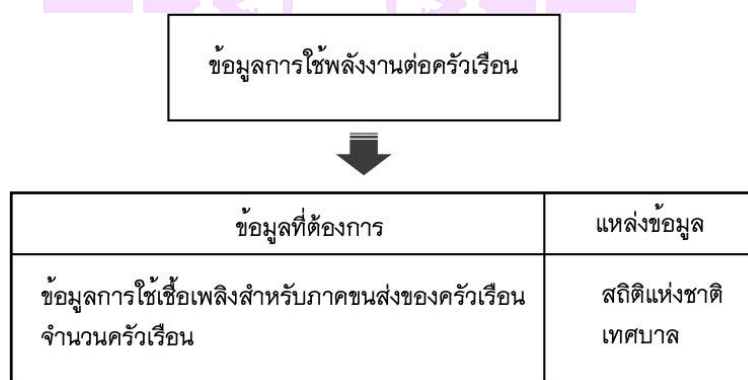 ข้อมูลการใช้พลังงานต่อครัวเรือน
ข้อมูลที่ต้องการ
แหล่งข้อมูล
ข้อมูลการใช้เชื้อเพลิงสำหรับภาคขนส่งของครัวเรือน
สถิติแห่งชาติ
จำนวนครัวเรือน
เทศบาล